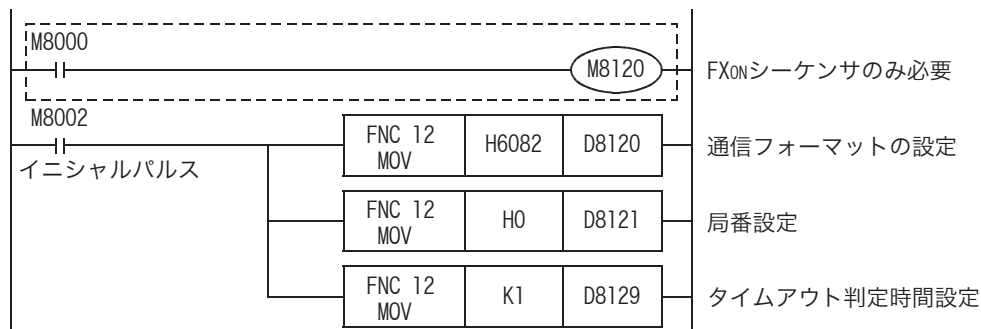 M8000
M8120
FX0Nシーケンサのみ必要
M8002
イニシャルパルス
FNC 12
MOV
H6082
D8120
通信フォーマットの設定
FNC 12
MOV
H0
D8121
局番設定
FNC 12
MOV
K1
D8129
タイムアウト判定時間設定